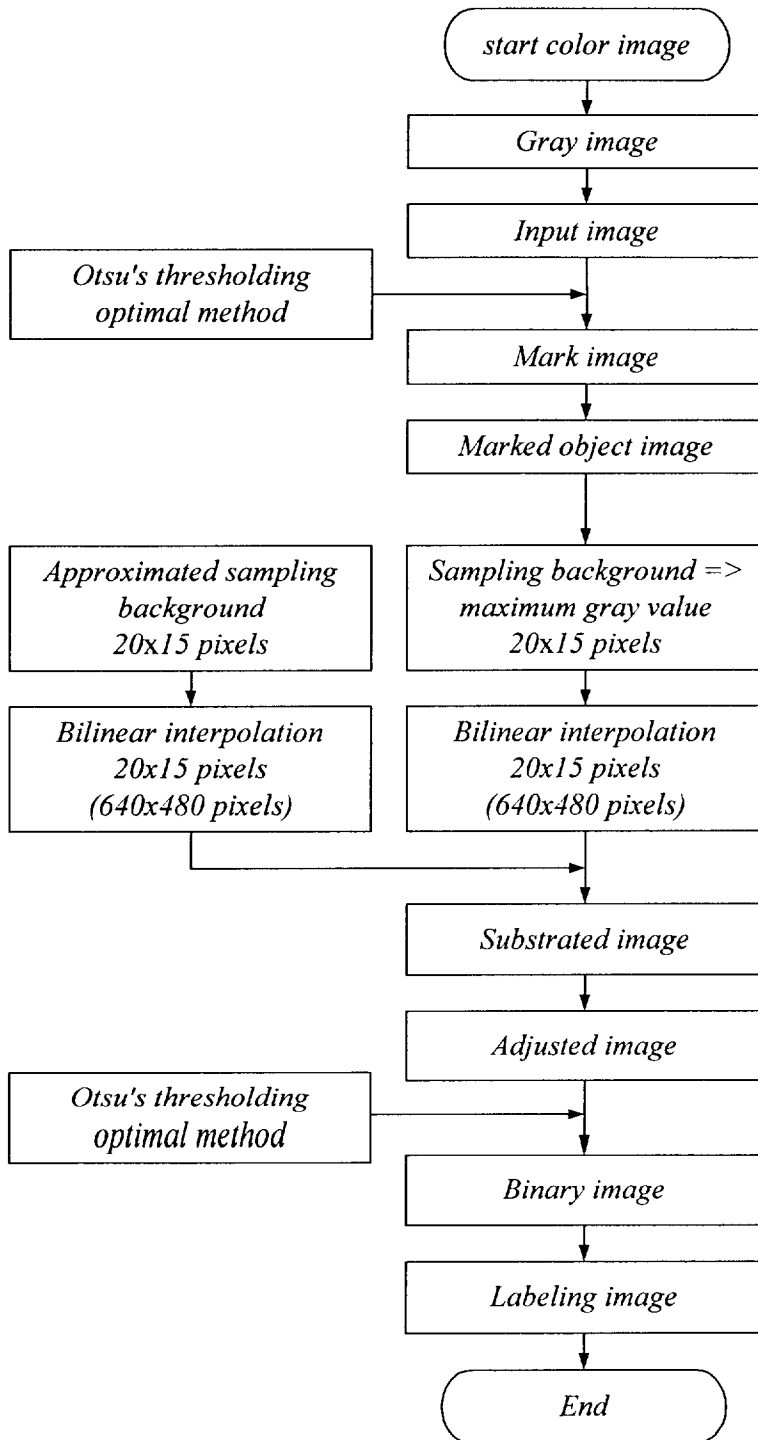 start color image
Gray image
Input image
Otsu's thresholding
optimal method
Mark image
Marked object image
Approximated sampling
background
20x15 pixels
Sampling background =>
maximum gray value
20x15 pixels
Bilinear interpolation
20x15 pixels
(640x480 pixels)
Bilinear interpolation
20x15 pixels
(640x480 pixels)
Substrated image
Adjusted image
Otsu's thresholding
optimal method
Binary image
Labeling image
End